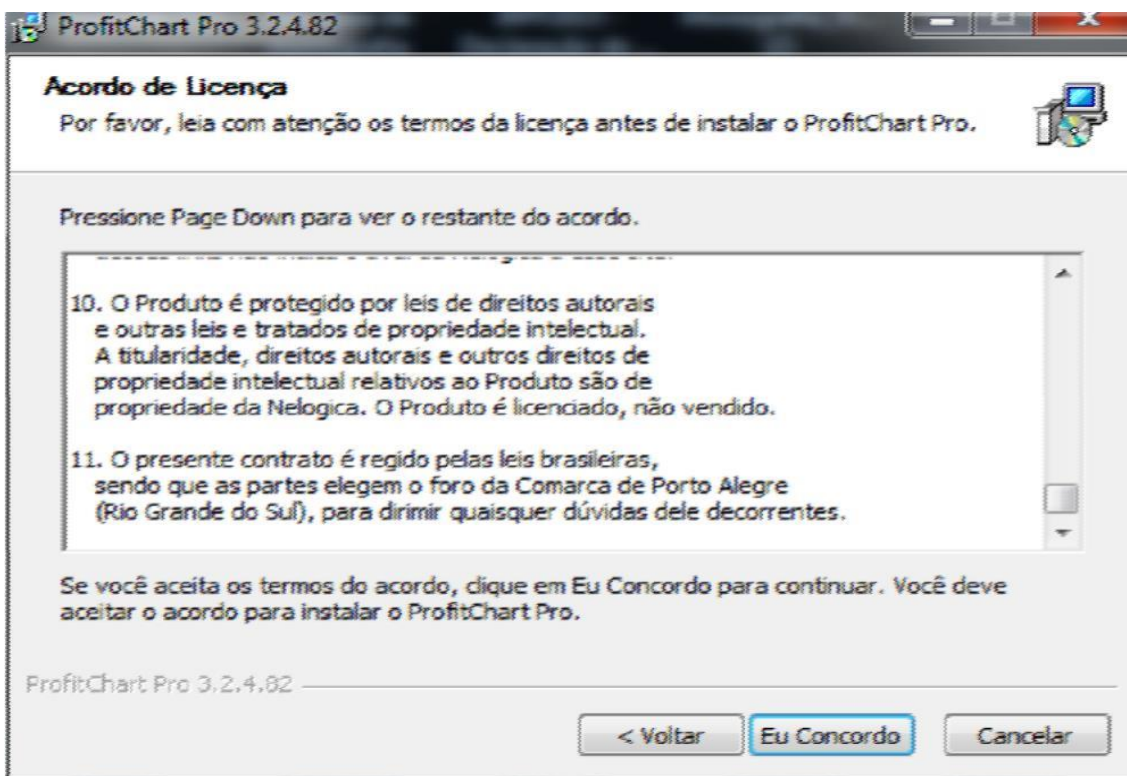 ProfitChart Pro 3.2.4.82
Acordo de Licença
Por favor, leia com atenção os termos da licença antes de instalar o ProfitChart Pro.
Pressione Page Down para ver o restante do acordo.
10. O Produto é protegido por leis de direitos autorais
e outras leis e tratados de propriedade intelectual.
A titularidade, direitos autorais e outros direitos de
propriedade intelectual relativos ao Produto são de
propriedade da Nelogica. O Produto é licenciado, não vendido.
11. O presente contrato é regido pelas leis brasileiras,
sendo que as partes elegem o foro da Comarca de Porto Alegre
(Rio Grande do Sul), para dirimir quaisquer dúvidas dele decorrentes.
Se você aceita os termos do acordo, clique em Eu Concordo para continuar. Você deve
aceitar o acordo para instalar o ProfitChart Pro.
ProfitChart Pro 3.2.4.82
< Voltar
Eu Concordo
Cancelar